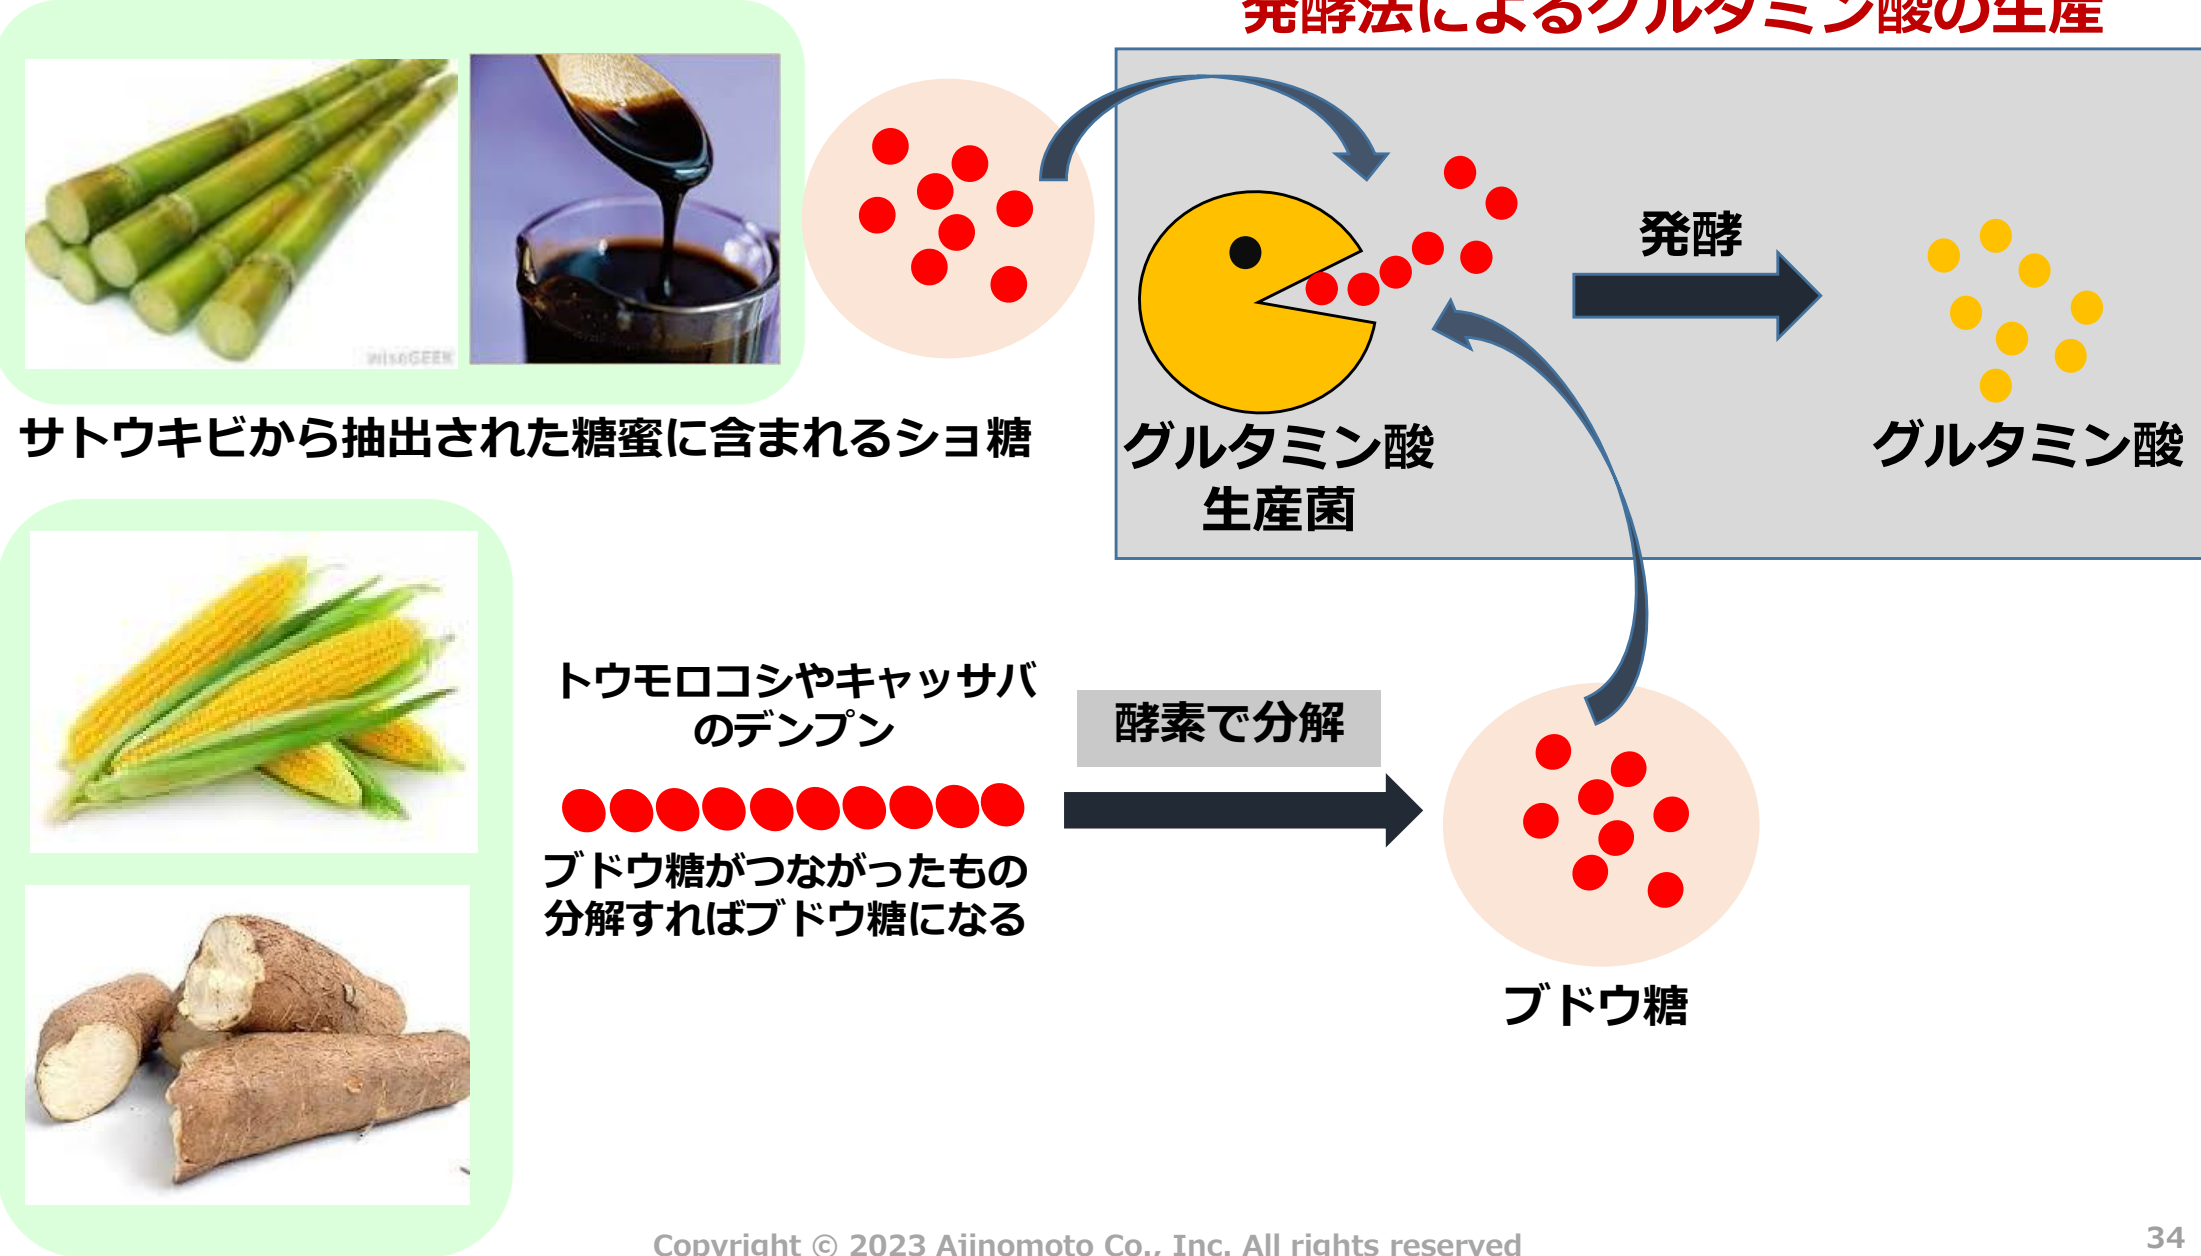 発酵法によるグルタミン酸の生産
wiseGEEK
発酵
サトウキビから抽出された糖蜜に含まれるショ糖
グルタミン酸
生産菌
グルタミン酸
トウモロコシやキャッサバ
のデンプン
酵素で分解
ブドウ糖がつながったもの
分解すればブドウ糖になる
ブドウ糖
Copyright © 2023 Ajinomoto Co., Inc. All rights reserved
34